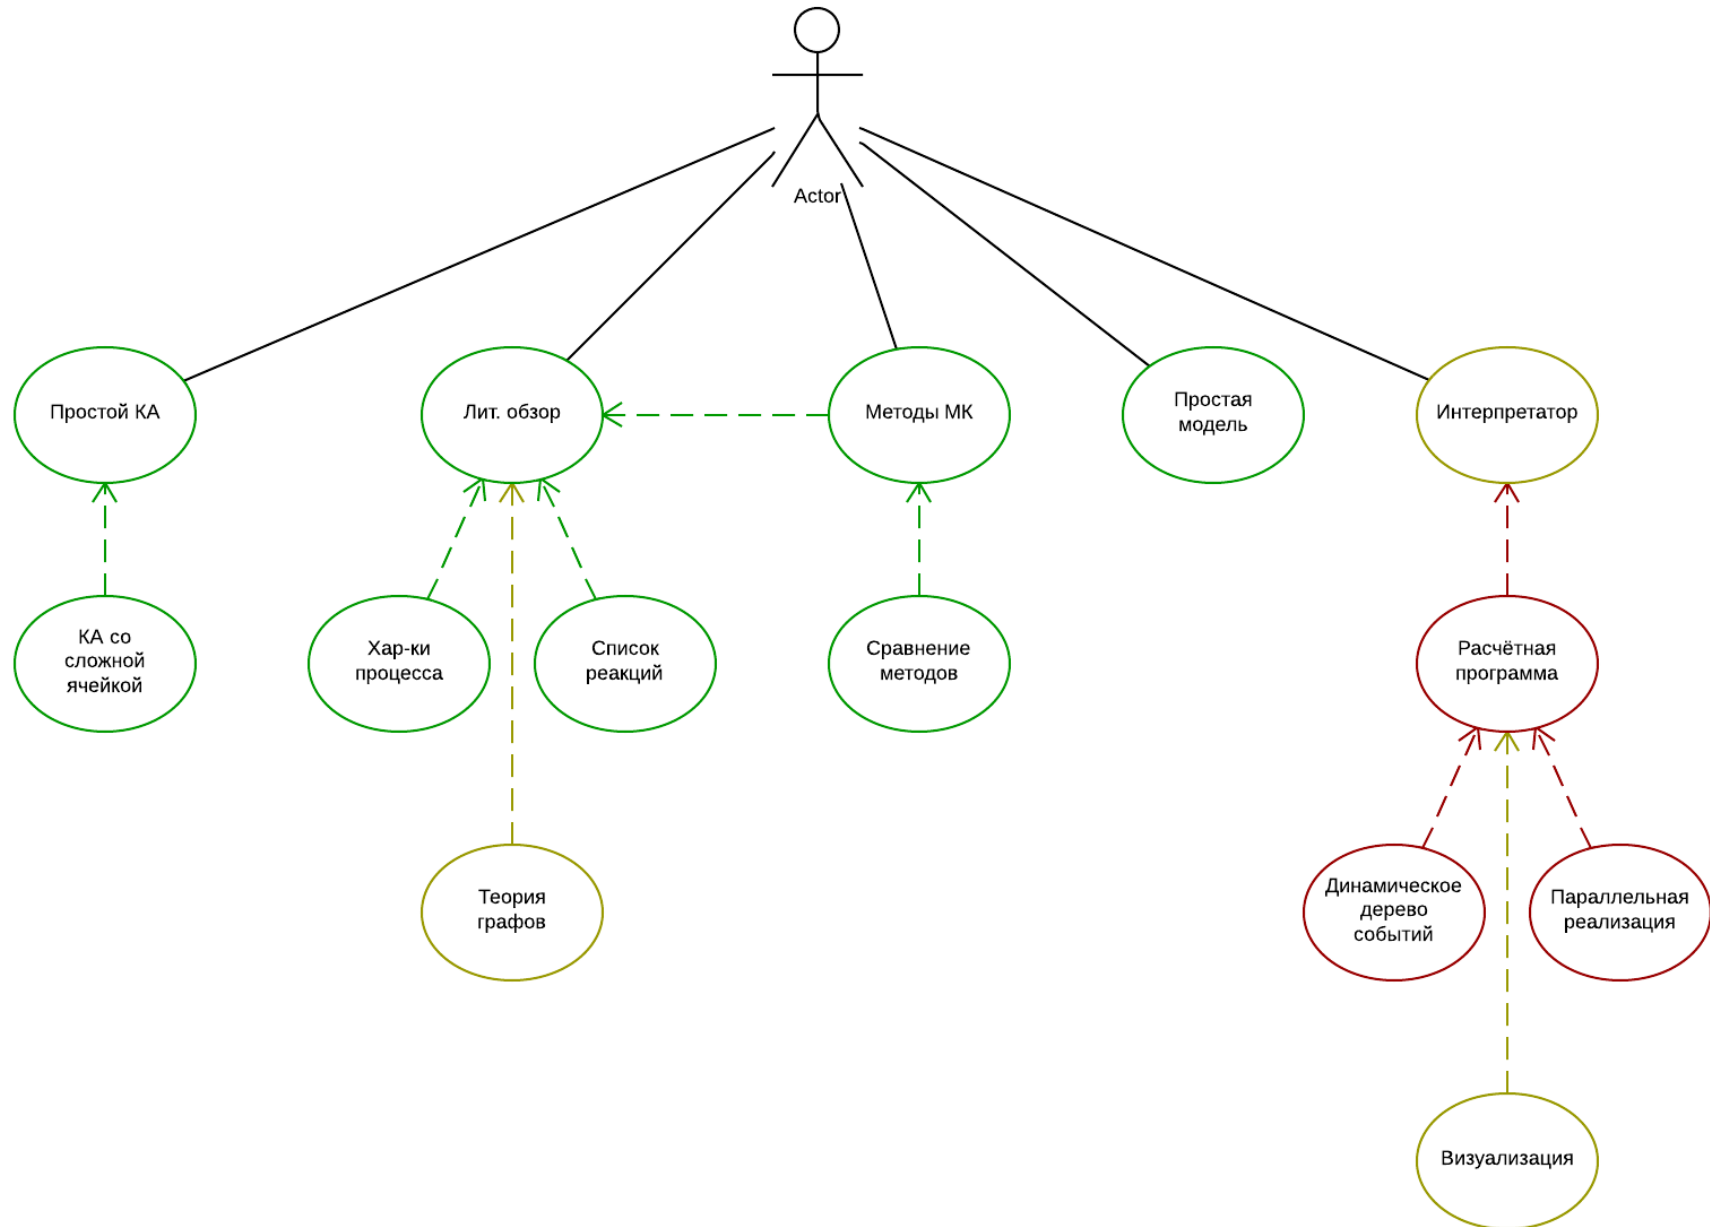 Actor
Простой КА
Лит. обзор
Методы МК
Простая
модель
Интерпретатор
КА со
сложной
ячейкой
Хар-ки
процесса
Список
реакций
Сравнение
методов
Расчётная
программа
Теория
графов
Динамическое
дерево
событий
Параллельная
реализация
Визуализация